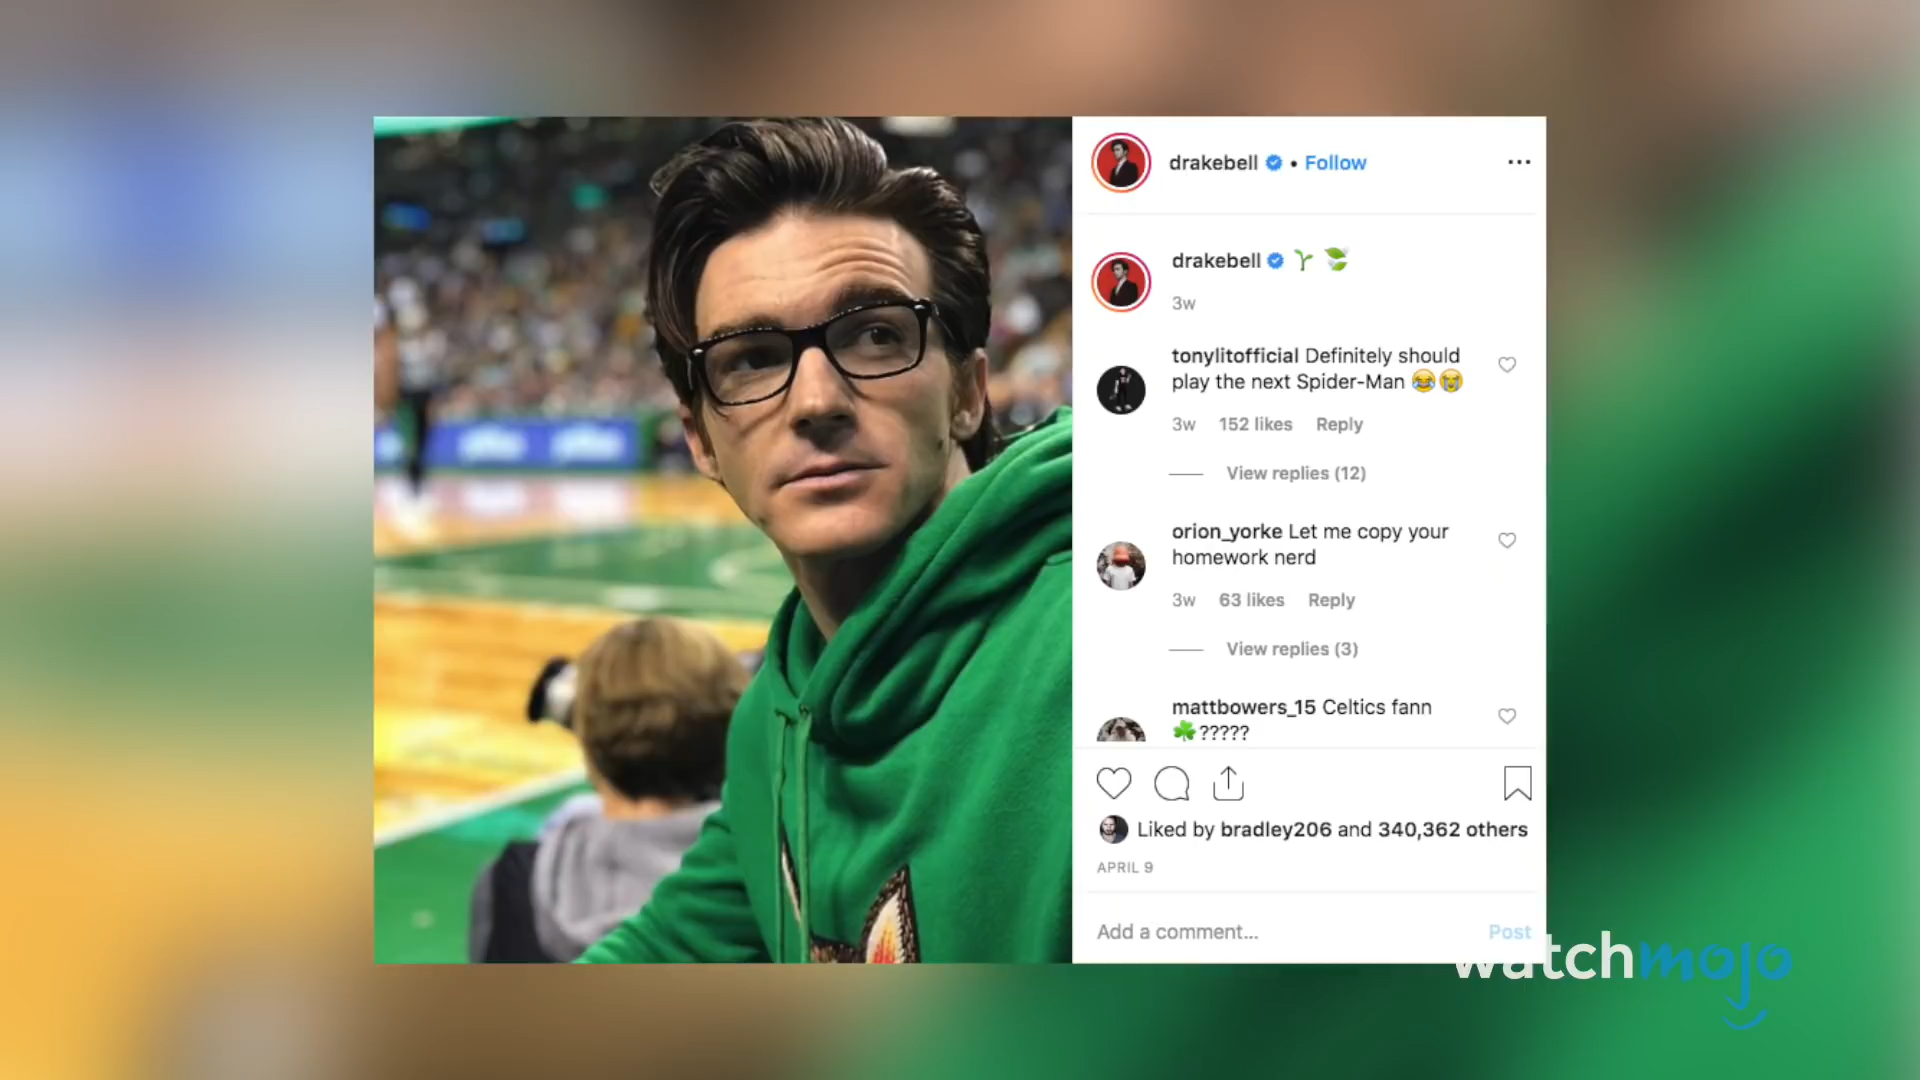 drakebell • Follow
drakebell 🌱 🍃
3w
tonylitofficial Definitely should
play the next Spider-Man 😂😭
3w 152 likes Reply
View replies (12)
orion_yorke Let me copy your
homework nerd
3w 63 likes Reply
View replies (3)
mattbowers_15 Celtics fann
☘️?????
Liked by bradley206 and 340,362 others
APRIL 9
Add a comment... Post
watchmojo